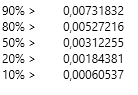 90% > 0,00731832
80% > 0,00527216
50% > 0,00312255
20% > 0,00184381
10% > 0,00060537